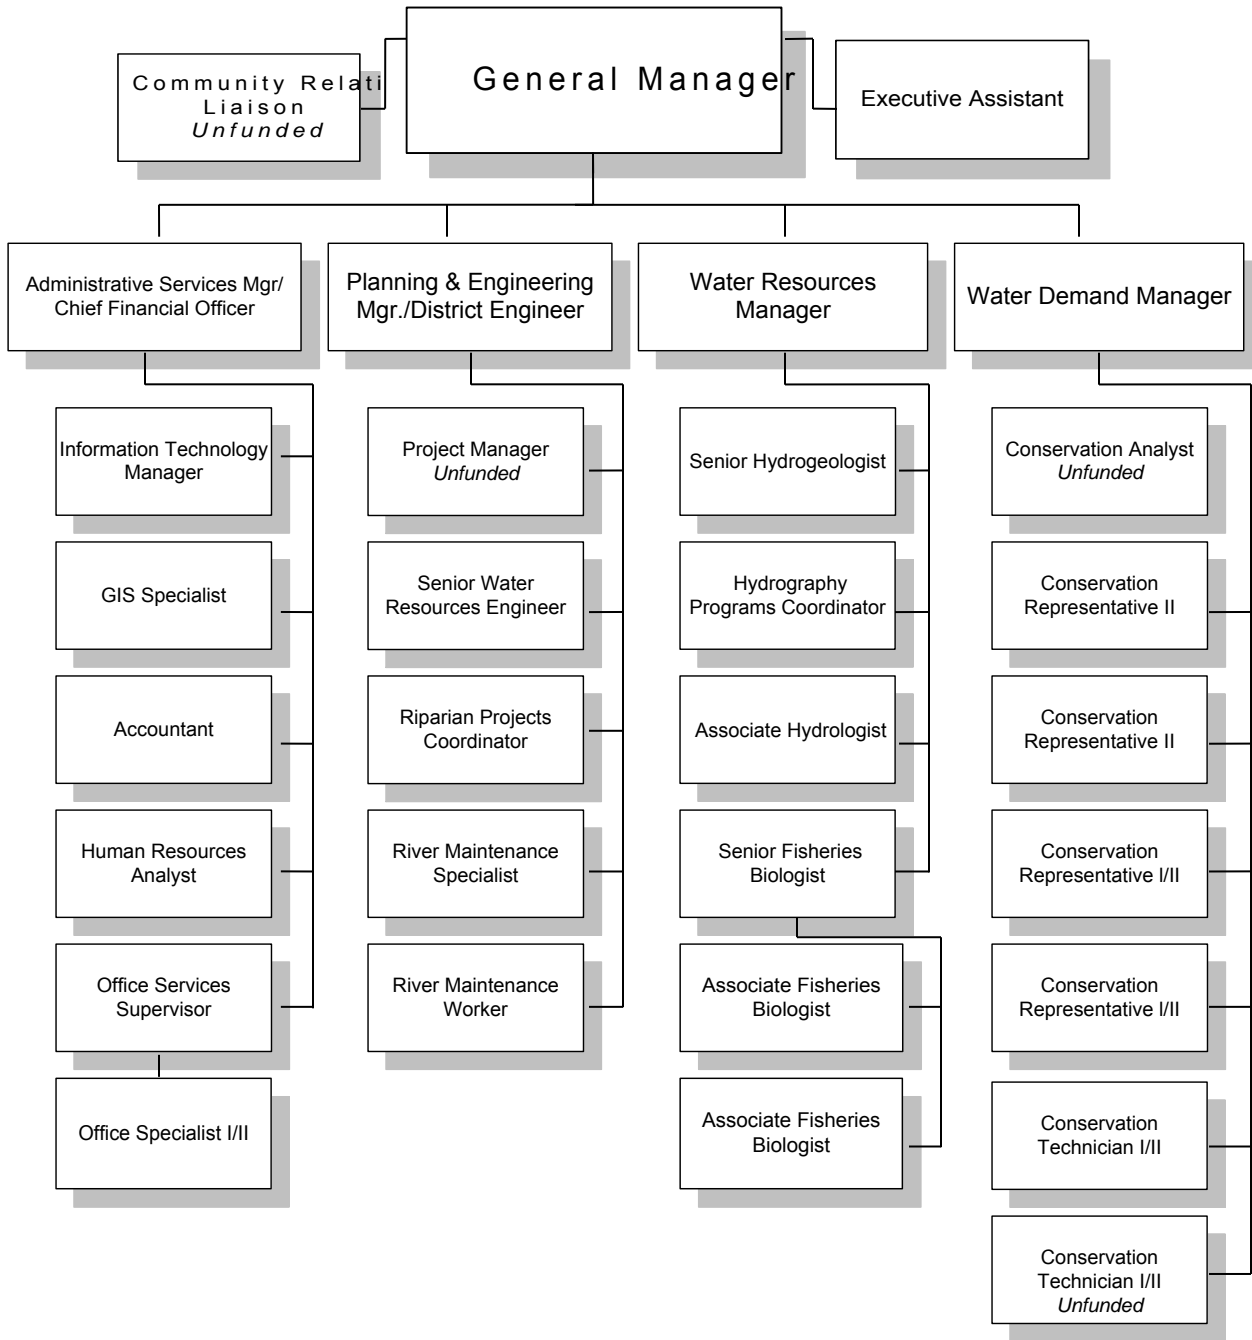 General Manager
Community Relati
Liaison
Unfunded
Executive Assistant
Administrative Services Mgr/
Chief Financial Officer
Planning & Engineering
Mgr./District Engineer
Water Resources
Manager
Water Demand Manager
Information Technology
Manager
GIS Specialist
Accountant
Human Resources
Analyst
Office Services
Supervisor
Office Specialist I/II
Project Manager
Unfunded
Senior Water
Resources Engineer
Riparian Projects
Coordinator
River Maintenance
Specialist
River Maintenance
Worker
Senior Hydrogeologist
Hydrography
Programs Coordinator
Associate Hydrologist
Senior Fisheries
Biologist
Associate Fisheries
Biologist
Associate Fisheries
Biologist
Conservation Analyst
Unfunded
Conservation
Representative II
Conservation
Representative II
Conservation
Representative I/II
Conservation
Representative I/II
Conservation
Technician I/II
Conservation
Technician I/II
Unfunded